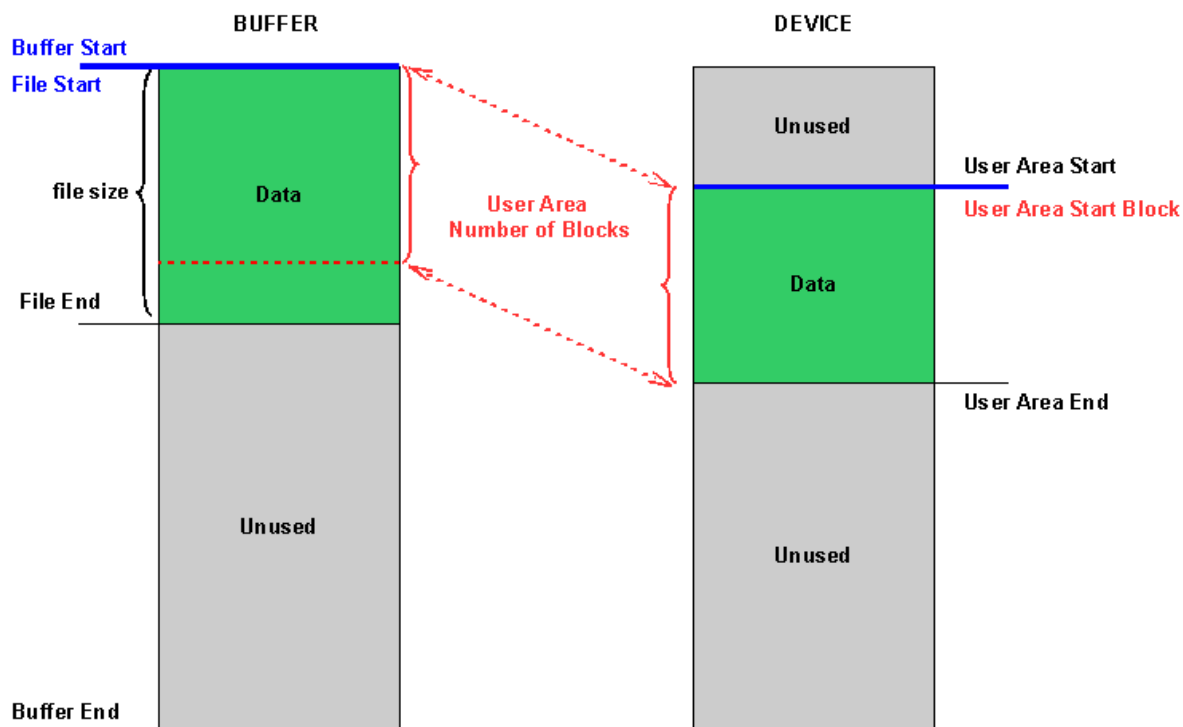 BUFFER
DEVICE
Buffer Start
File Start
Unused
User Area Start
file size
Data
User Area
Number of Blocks
User Area Start Block
Data
File End
User Area End
Unused
Unused
Buffer End